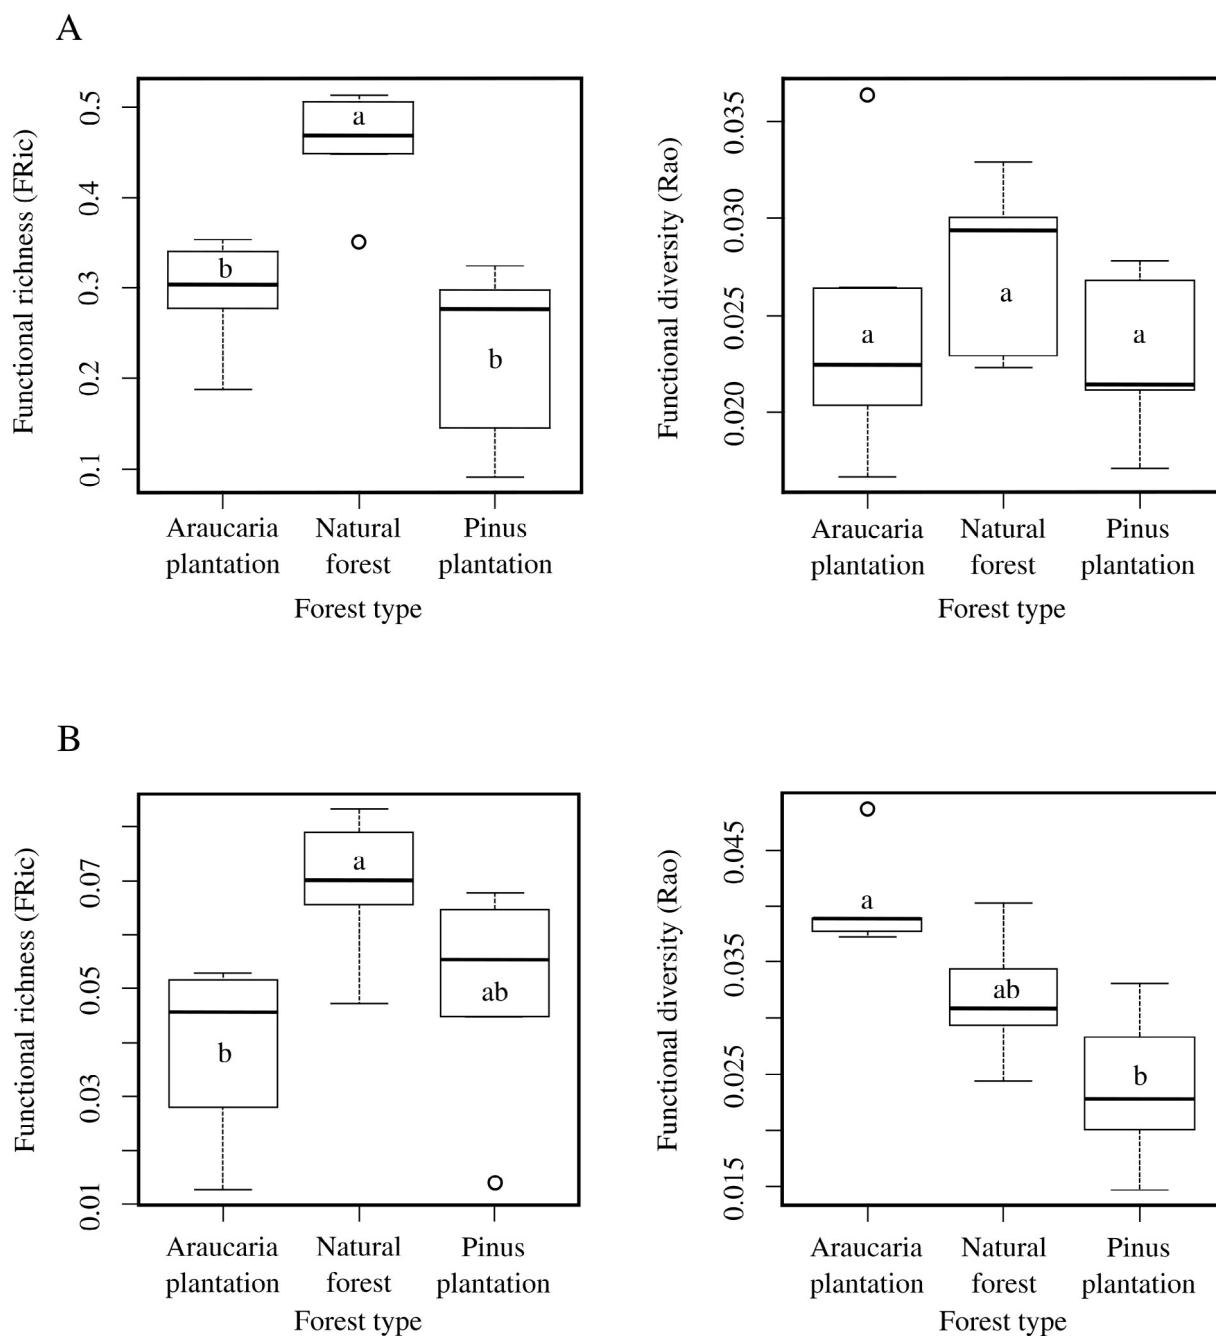 A
Functional richness (FRic)
0.5
0.4
0.3
0.2
0.1
a
b
b
Araucaria plantation
Natural forest
Pinus plantation
Forest type
Functional diversity (Rao)
0.035
0.030
0.025
0.020
a
a
a
Araucaria plantation
Natural forest
Pinus plantation
Forest type
B
Functional richness (FRic)
0.07
0.05
0.03
0.01
b
a
ab
Araucaria plantation
Natural forest
Pinus plantation
Forest type
Functional diversity (Rao)
0.045
0.035
0.025
0.015
a
ab
b
Araucaria plantation
Natural forest
Pinus plantation
Forest type